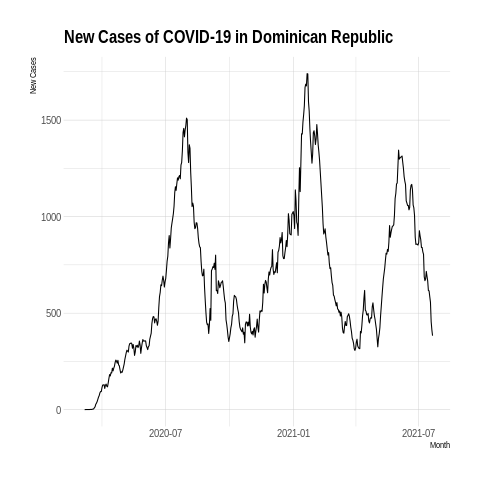 New Cases of COVID-19 in Dominican Republic
New Cases
1500
1000
500
0
2020-07
2021-01
2021-07
Month